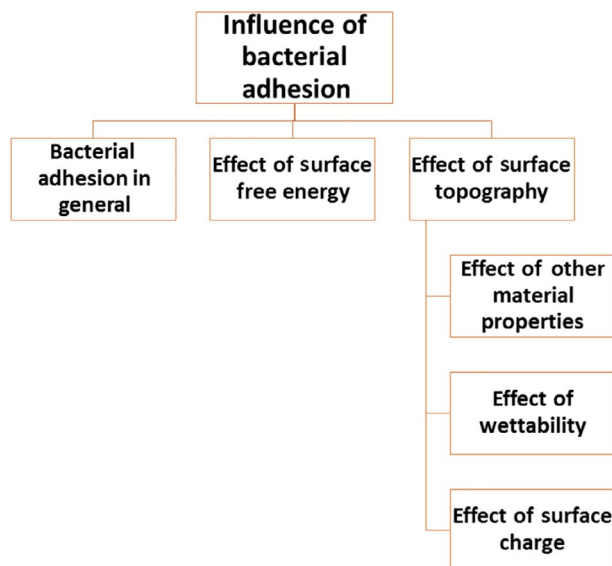 Influence of
bacterial
adhesion
Bacterial
adhesion in
general
Effect of surface
free energy
Effect of surface
topography
Effect of other
material
properties
Effect of
wettability
Effect of surface
charge